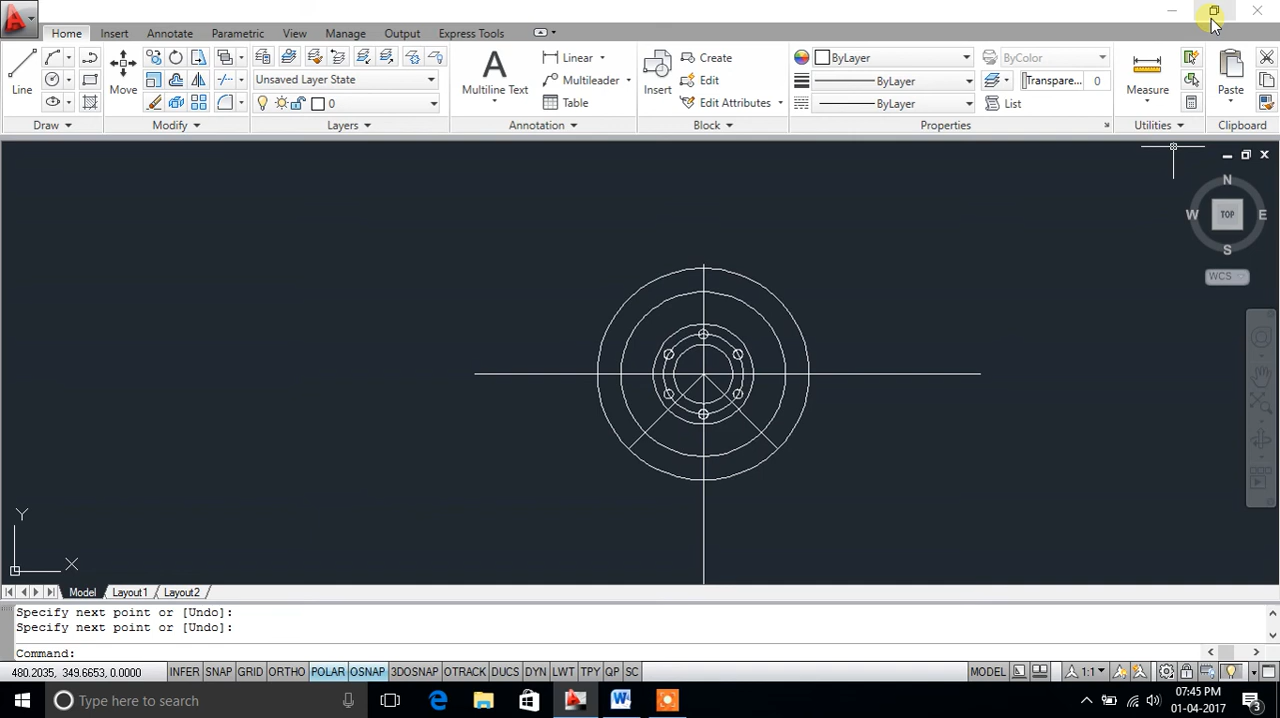 Home Insert Annotate Parametric View Manage Output Express Tools
Line
Move
Unsaved Layer State
0
Multiline Text
Linear
Multileader
Table
Insert
Create
Edit
Edit Attributes
ByLayer
ByLayer
ByLayer
ByColor
Transpare... 0
List
Measure
Paste
Draw Modify Layers Annotation Block Properties Utilities Clipboard
N
W TOP E
S
WCS
Y
X
Model Layout1 Layout2
Specify next point or [Undo]:
Specify next point or [Undo]:
Command:
480.2035, 349.6653, 0.0000 INFER SNAP GRID ORTHO POLAR OSNAP 3DOSNAP OTRACK DUCS DYN LWT TPY QP SC MODEL 1:1
Type here to search
07:45 PM
01-04-2017
3